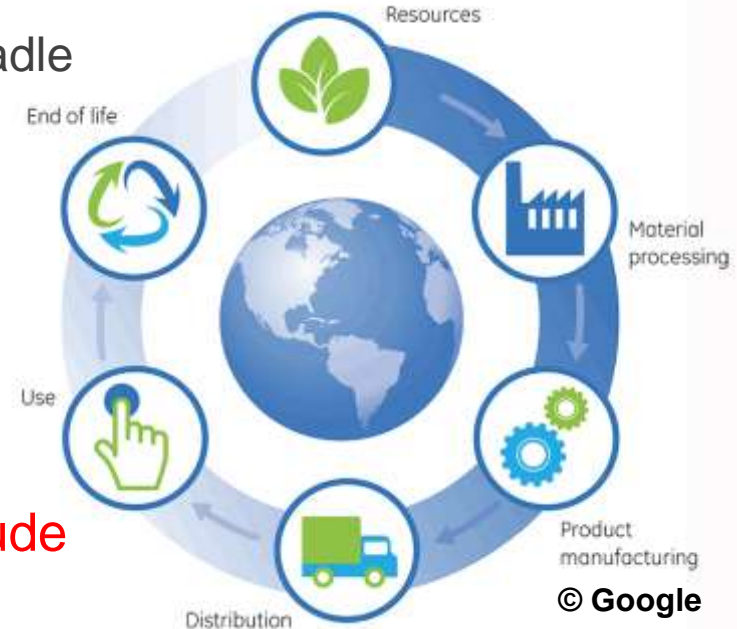 Resources
adle
End of life
Material
processing
Use
ude
Product
manufacturing
© Google
Distribution